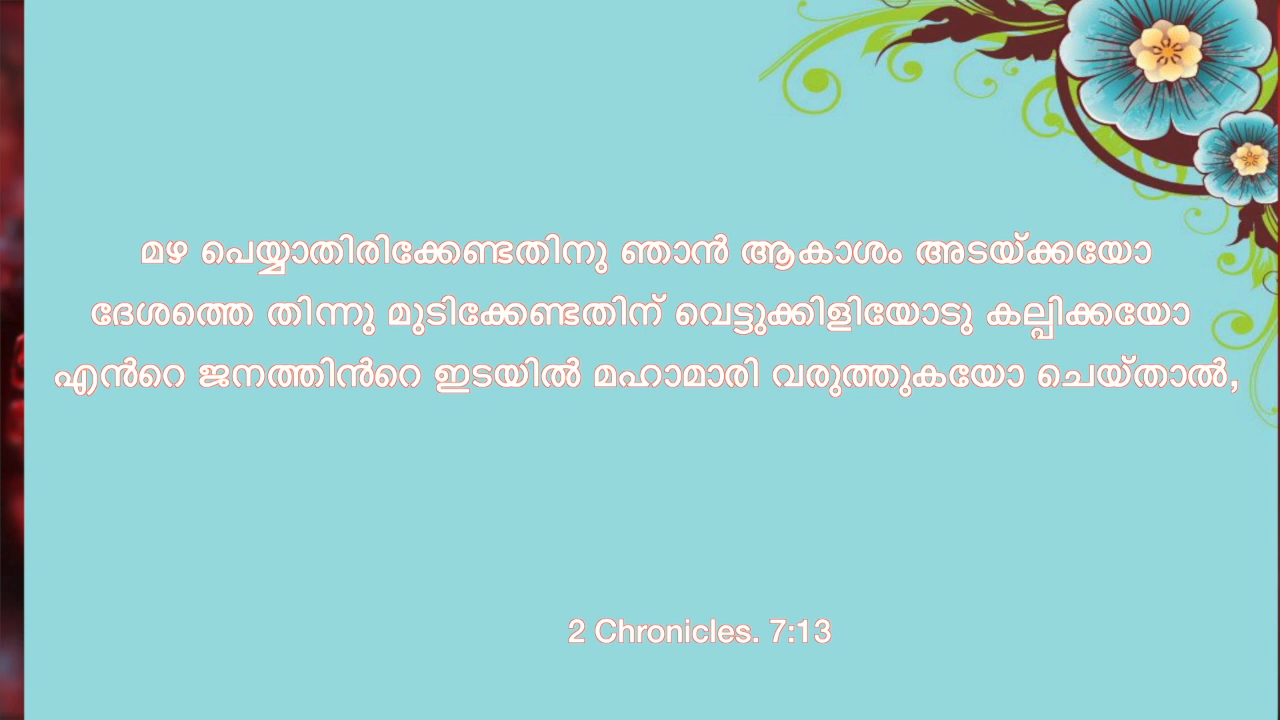 മഴ പെയ്യാതിരിക്കേണ്ടതിനു ഞാൻ ആകാശം അടയ്ക്കയോ
ദേശത്തെ തിന്നു മുടിക്കേണ്ടതിന് വെട്ടുക്കിളിയോടു കല്പിക്കയോ
എൻറെ ജനത്തിൻറെ ഇടയിൽ മഹാമാരി വരുത്തുകയോ ചെയ്താൽ,
2 Chronicles. 7:13